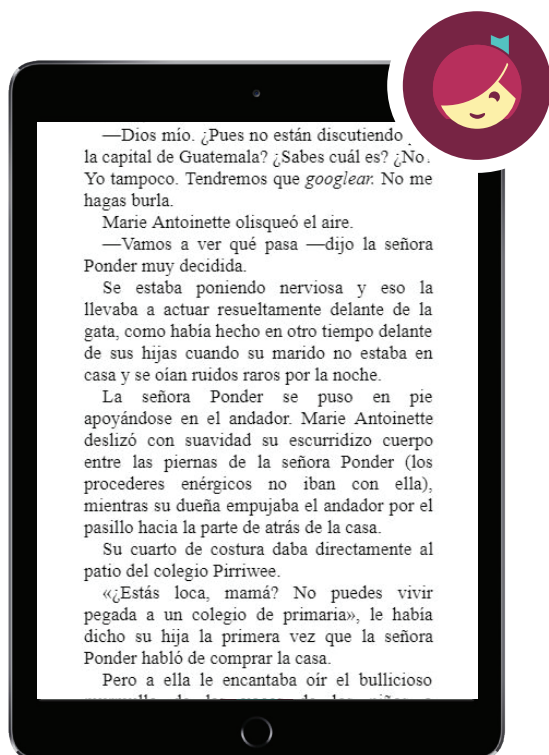 —Dios mío. ¿Pues no están discutiendo
la capital de Guatemala? ¿Sabes cuál es? ¿No?
Yo tampoco. Tendremos que googlear. No me
hagas burla.
Marie Antoinette olisqueó el aire.
—Vamos a ver qué pasa —dijo la señora
Ponder muy decidida.
Se estaba poniendo nerviosa y eso la
llevaba a actuar resueltamente delante de la
gata, como había hecho en otro tiempo delante
de sus hijas cuando su marido no estaba en
casa y se oían ruidos raros por la noche.
La señora Ponder se puso en pie
apoyándose en el andador. Marie Antoinette
deslizó con suavidad su escurridizo cuerpo
entre las piernas de la señora Ponder (los
procederes enérgicos no iban con ella),
mientras su dueña empujaba el andador por el
pasillo hacia la parte de atrás de la casa.
Su cuarto de costura daba directamente al
patio del colegio Pirriwee.
«¿Estás loca, mamá? No puedes vivir
pegada a un colegio de primaria», le había
dicho su hija la primera vez que la señora
Ponder habló de comprar la casa.
Pero a ella le encantaba oír el bullicioso